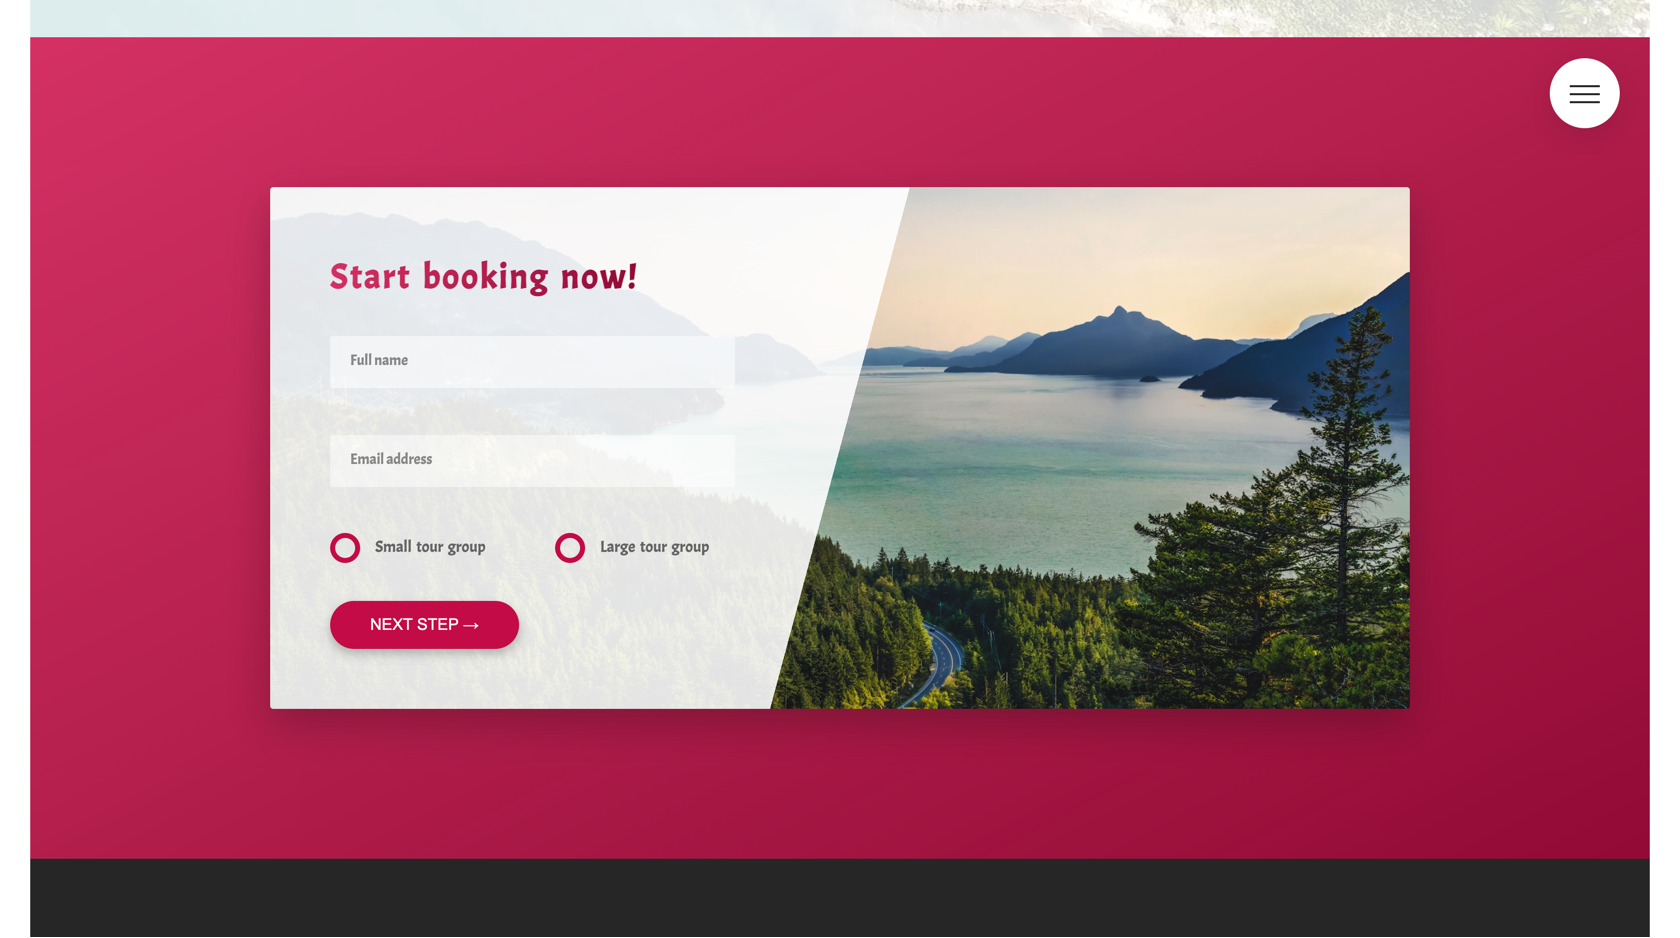 Start booking now!
Full name
Email address
Small tour group
Large tour group
NEXT STEP →